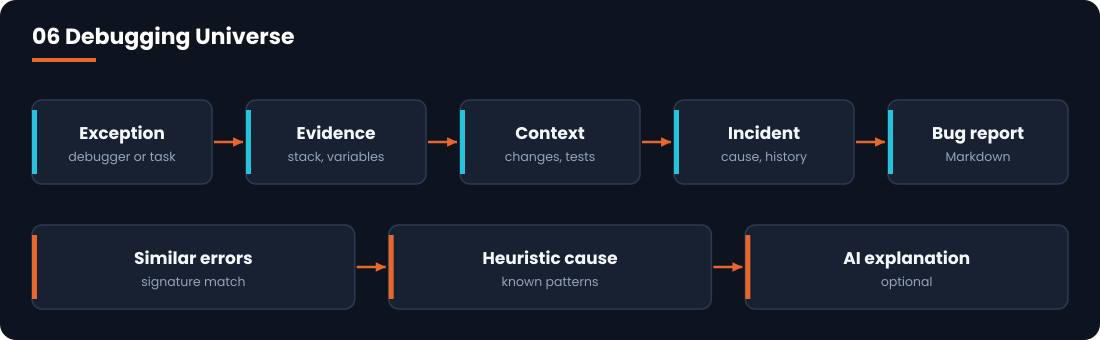 06 Debugging Universe
Exception
debugger or task
Evidence
stack, variables
Context
changes, tests
Incident
cause, history
Bug report
Markdown
Similar errors
signature match
Heuristic cause
known patterns
AI explanation
optional